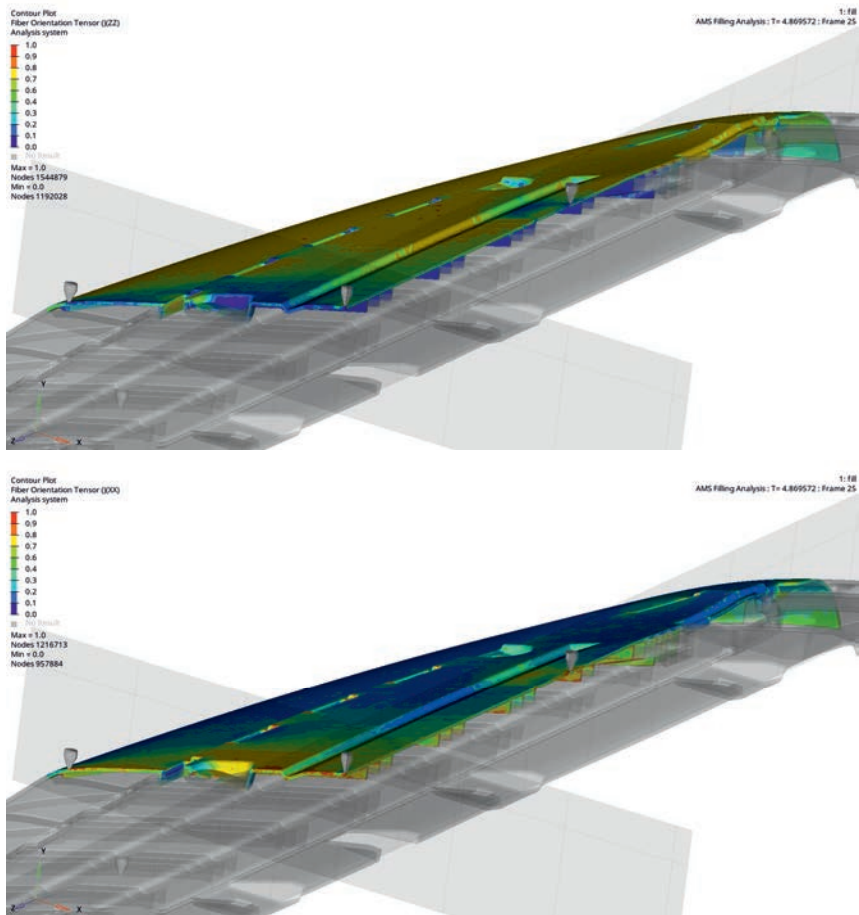 Contour Plot
Fiber Orientation Tensor ()(ZZ)
Analysis system
1.0
0.9
0.8
0.7
0.6
0.4
0.3
0.2
0.1
0.0
No Result
Max = 1.0
Nodes 1544879
Min = 0.0
Nodes 1192028
1: fill
AMS Filling Analysis : T= 4.869572 : Frame 25
Y
Z
X
Contour Plot
Fiber Orientation Tensor ()(XX)
Analysis system
1.0
0.9
0.8
0.7
0.6
0.4
0.3
0.2
0.1
0.0
No Result
Max = 1.0
Nodes 1216713
Min = 0.0
Nodes 957884
1: fill
AMS Filling Analysis : T= 4.869572 : Frame 25
Y
Z
X